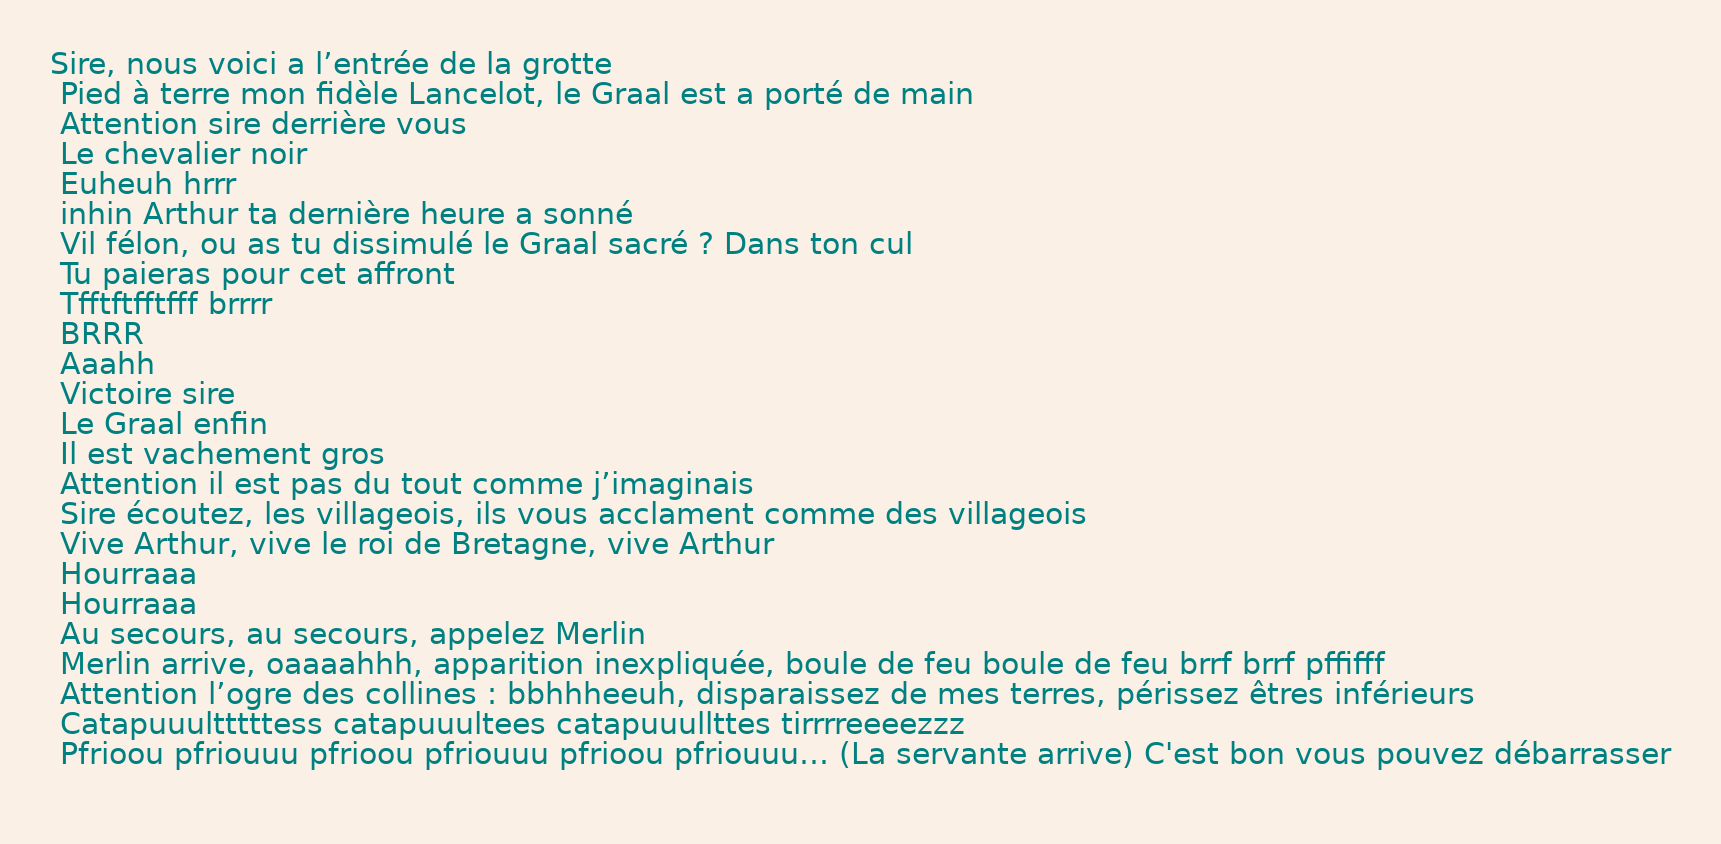 Sire, nous voici a l’entrée de la grotte
Pied à terre mon fidèle Lancelot, le Graal est a porté de main
Attention sire derrière vous
Le chevalier noir
Euheuh hrrr
inhin Arthur ta dernière heure a sonné
Vil félon, ou as tu dissimulé le Graal sacré ? Dans ton cul
Tu paieras pour cet affront
Tfftftfftfff brrrr
BRRR
Aaahh
Victoire sire
Le Graal enfin
Il est vachement gros
Attention il est pas du tout comme j’imaginais
Sire écoutez, les villageois, ils vous acclament comme des villageois
Vive Arthur, vive le roi de Bretagne, vive Arthur
Hourraaa
Hourraaa
Au secours, au secours, appelez Merlin
Merlin arrive, oaaaahhh, apparition inexpliquée, boule de feu boule de feu brrf brrf pffifff
Attention l’ogre des collines : bbhhheeuh, disparaissez de mes terres, périssez êtres inférieurs
Catapuuultttttess catapuuultees catapuuullttes tirrrreeeezzz
Pfrioou pfriouuu pfrioou pfriouuu pfrioou pfriouuu… (La servante arrive) C'est bon vous pouvez débarrasser